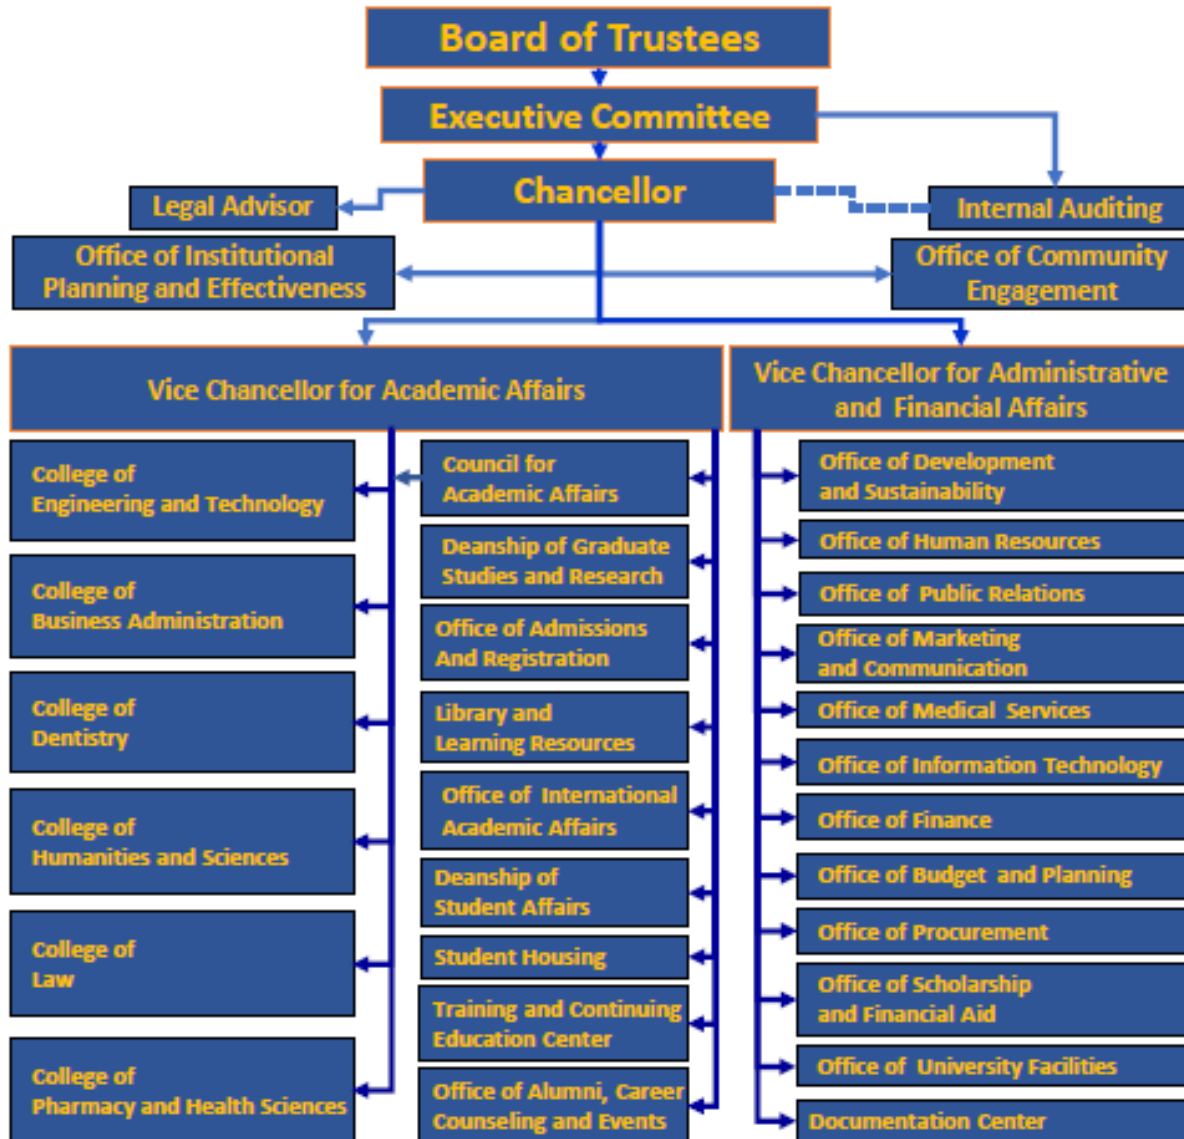 Board of Trustees
Executive Committee
Chancellor
Legal Advisor
Internal Auditing
Office of Institutional
Planning and Effectiveness
Office of Community
Engagement
Vice Chancellor for Academic Affairs
Vice Chancellor for Administrative
and Financial Affairs
College of
Engineering and Technology
College of
Business Administration
College of
Dentistry
College of
Humanities and Sciences
College of
Law
College of
Pharmacy and Health Sciences
Council for
Academic Affairs
Deanship of Graduate
Studies and Research
Office of Admissions
And Registration
Library and
Learning Resources
Office of International
Academic Affairs
Deanship of
Student Affairs
Student Housing
Training and Continuing
Education Center
Office of Alumni, Career
Counseling and Events
Office of Development
and Sustainability
Office of Human Resources
Office of Public Relations
Office of Marketing
and Communication
Office of Medical Services
Office of Information Technology
Office of Finance
Office of Budget and Planning
Office of Procurement
Office of Scholarship
and Financial Aid
Office of University Facilities
Documentation Center